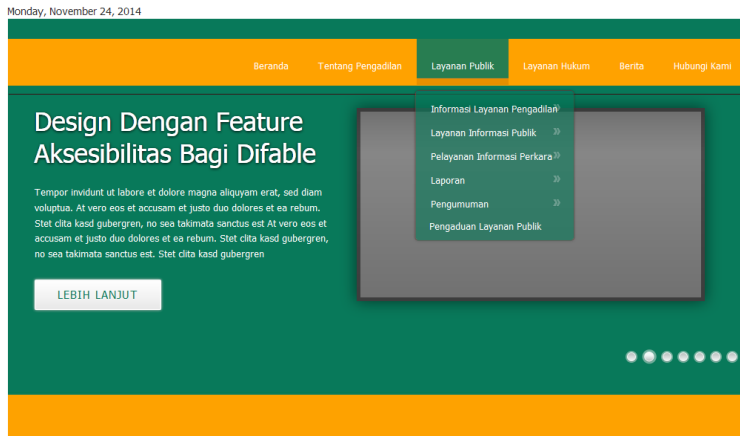 Monday, November 24, 2014
Beranda Tentang Pengadilan Layanan Publik Layanan Hukum Berita Hubungi Kami
Informasi Layanan Pengadilan
Layanan Informasi Publik
Pelayanan Informasi Perkara
Laporan
Pengumuman
Pengaduan Layanan Publik
Design Dengan Feature
Aksesibilitas Bagi Difable
Tempor invidunt ut labore et dolore magna aliquyam erat, sed diam
voluptua. At vero eos et accusam et justo duo dolores et ea rebum.
Stet clita kasd gubergren, no sea takimata sanctus est At vero eos et
accusam et justo duo dolores et ea rebum. Stet clita kasd gubergren,
no sea takimata sanctus est. Stet clita kasd gubergren
LEBIH LANJUT